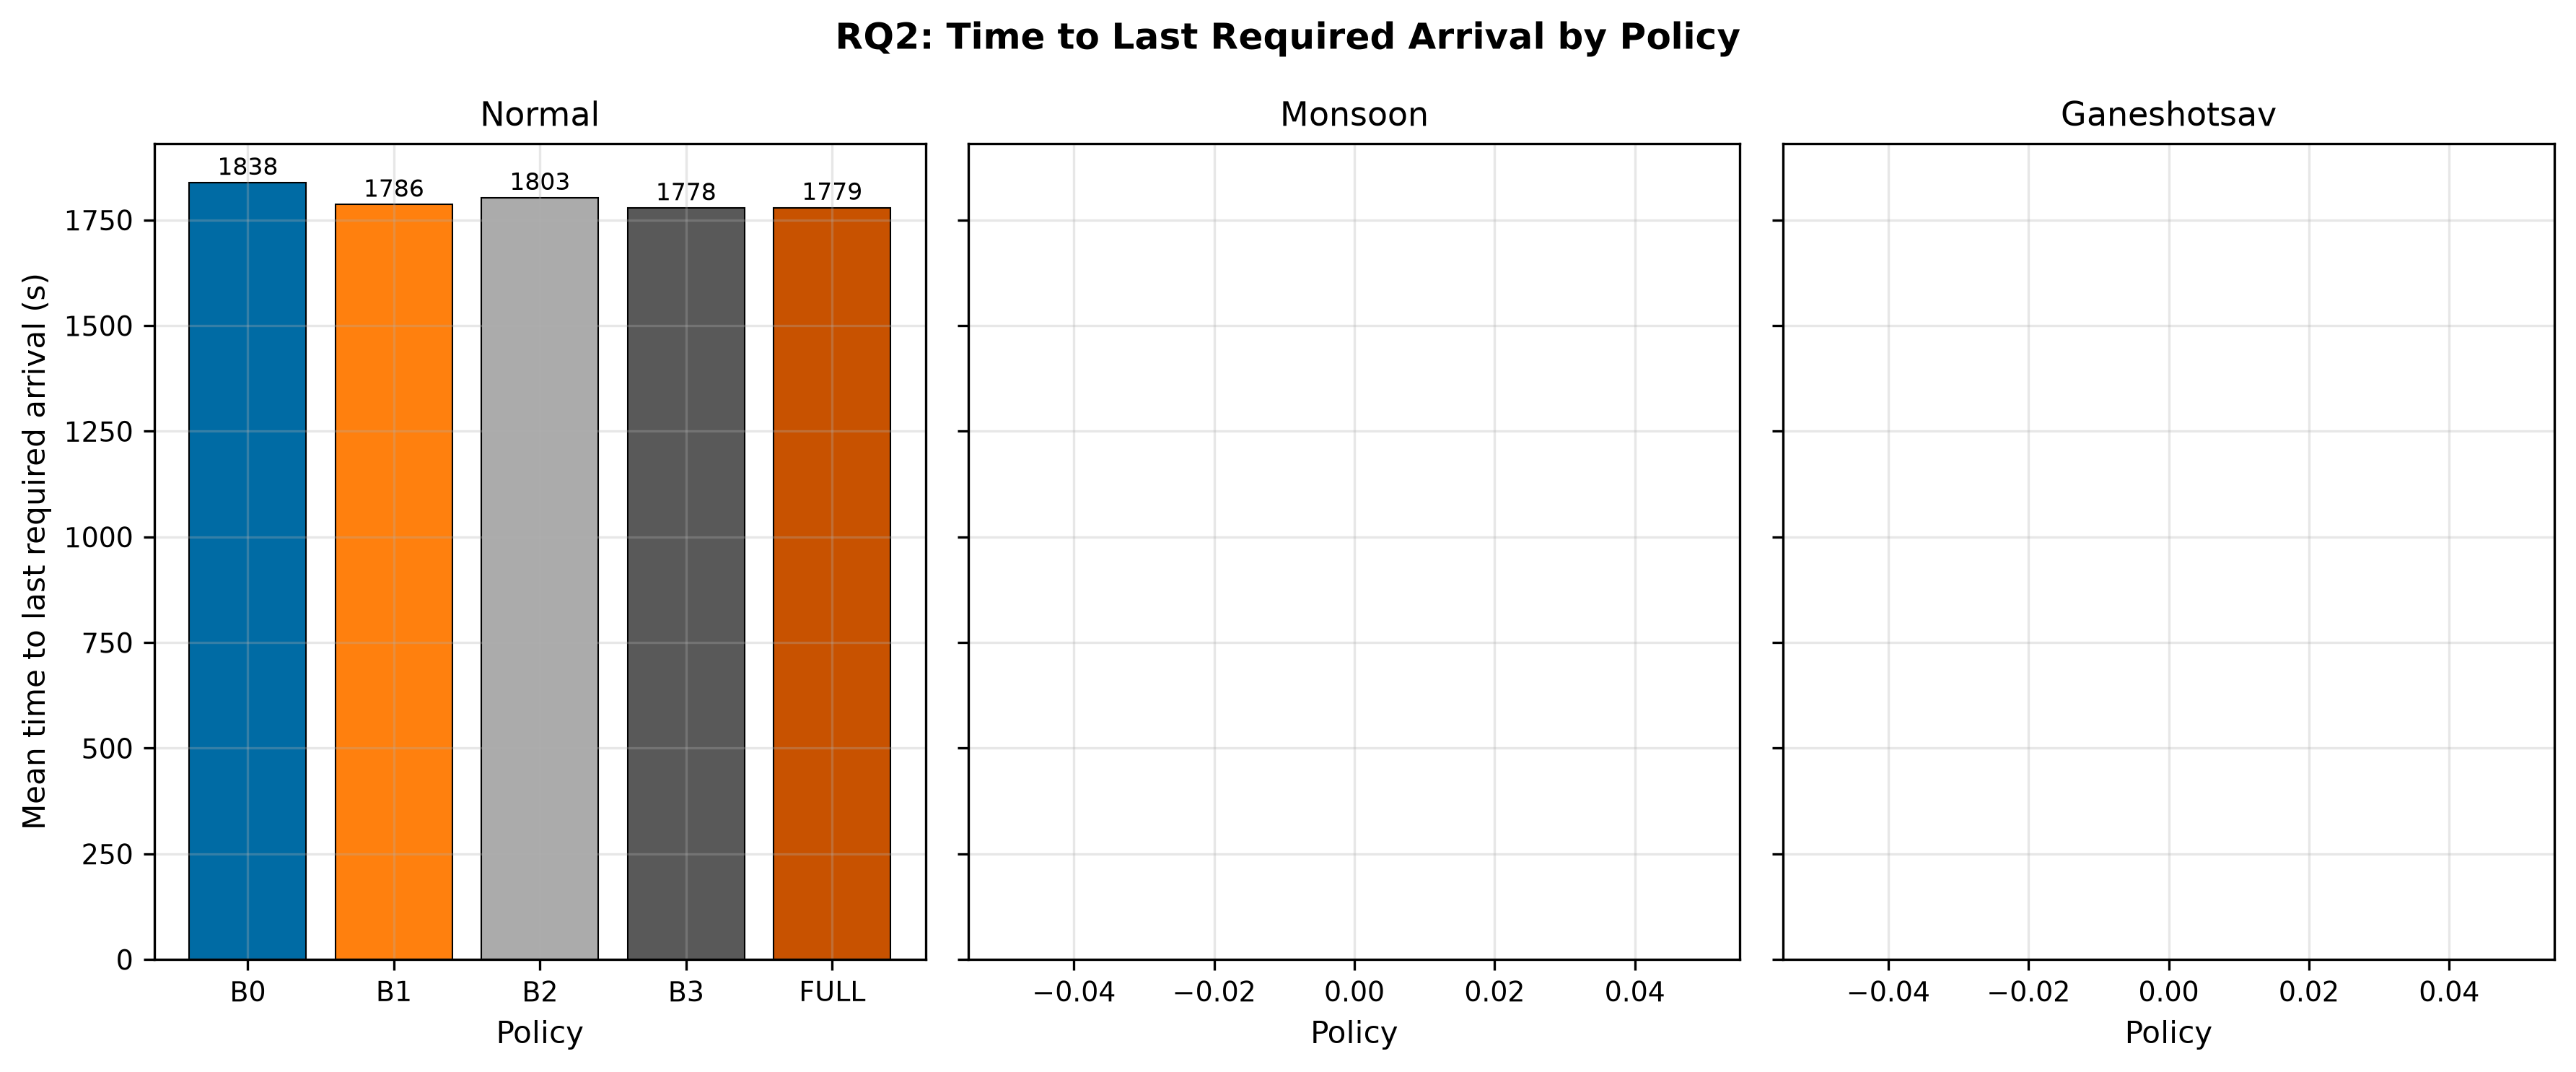 RQ2: Time to Last Required Arrival by Policy
Normal
Monsoon
Ganeshotsav
Mean time to last required arrival (s)
1750
1500
1250
1000
750
500
250
0
1838
1786
1803
1778
1779
B0 B1 B2 B3 FULL
Policy
−0.04 −0.02 0.00 0.02 0.04
Policy
−0.04 −0.02 0.00 0.02 0.04
Policy